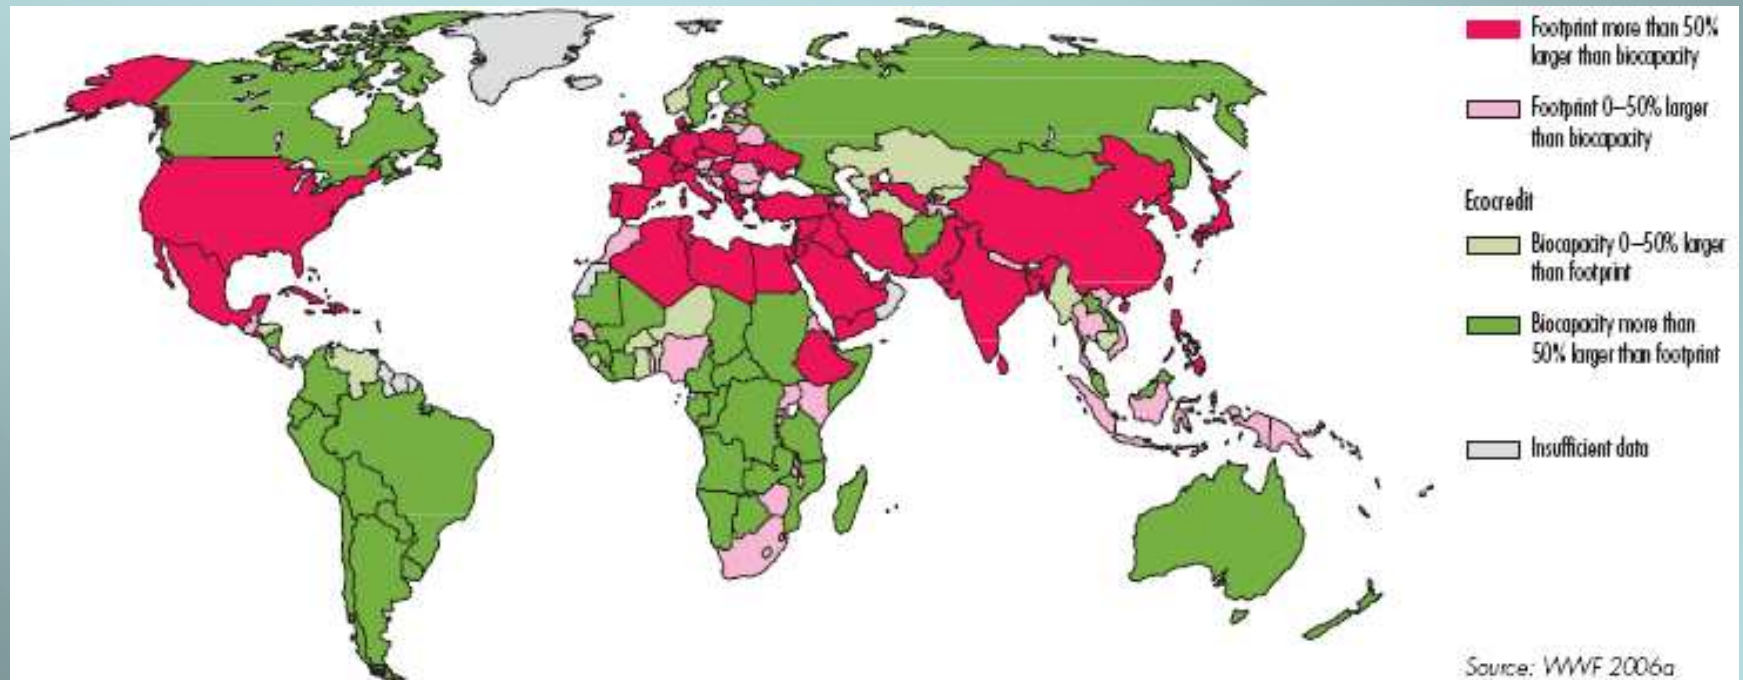 Footprint more than 50%
larger than biocapacity
Footprint 0–50% larger
than biocapacity
Ecocredit
Biocapacity 0–50% larger
than footprint
Biocapacity more than
50% larger than footprint
Insufficient data
Source: WWF 2006a